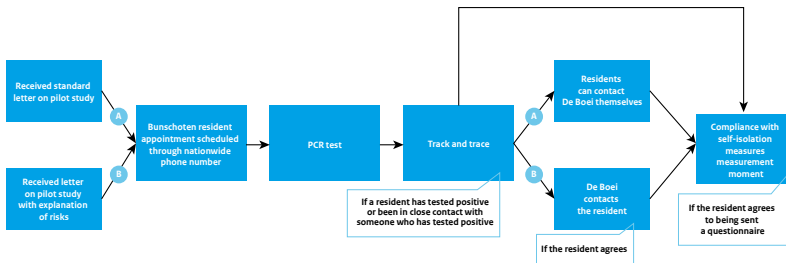 Received standard
letter on pilot study
A
Received letter
on pilot study
with explanation
of risks
B
Bunschoten resident
appointment scheduled
through nationwide
phone number
PCR test
Track and trace
If a resident has tested positive
or been in close contact with
someone who has tested positive
A
Residents
can contact
De Boei themselves
B
De Boei
contacts
the resident
If the resident agrees
Compliance with
self-isolation
measures
measurement
moment
If the resident agrees
to being sent
a questionnaire